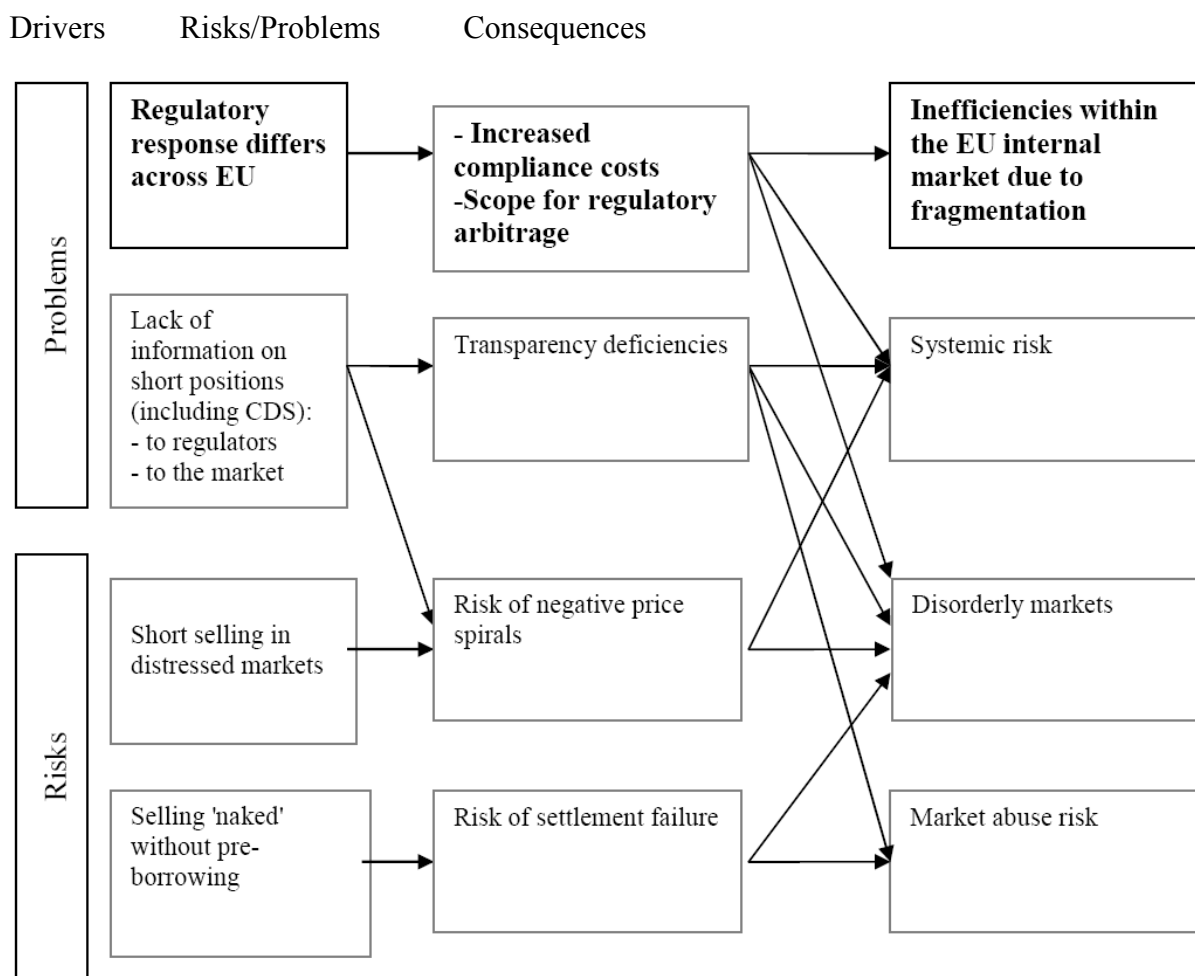 Drivers Risks/Problems Consequences
Problems
Regulatory
response differs
across EU
- Increased
compliance costs
-Scope for regulatory
arbitrage
Inefficiencies within
the EU internal
market due to
fragmentation
Lack of
information on
short positions
(including CDS):
- to regulators
- to the market
Transparency deficiencies
Systemic risk
Risks
Short selling in
distressed markets
Risk of negative price
spirals
Disorderly markets
Selling 'naked'
without pre-
borrowing
Risk of settlement failure
Market abuse risk